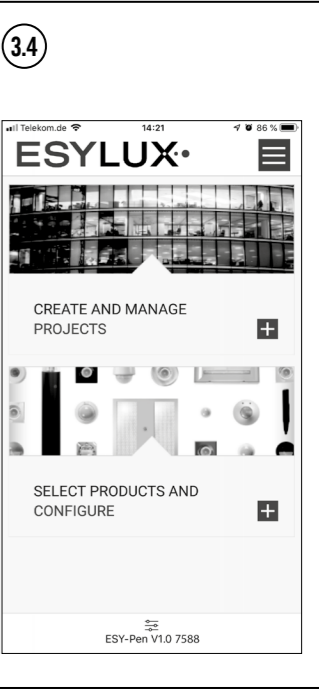 3.4
Telekom.de 14:21 86 %
ESYLUX
CREATE AND MANAGE
PROJECTS
SELECT PRODUCTS AND
CONFIGURE
ESY-Pen V1.0 7588